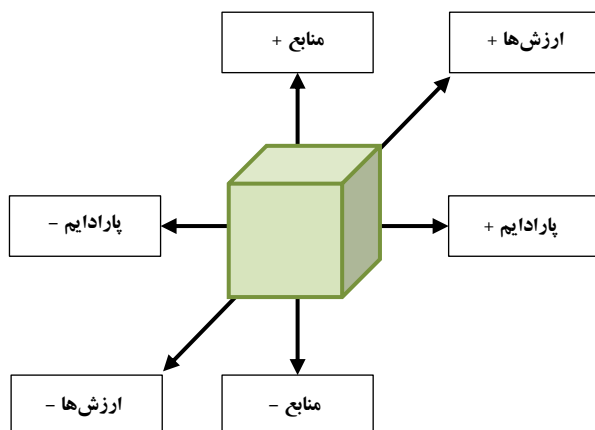 ارزش‌ها +
منابع +
پارادایم +
پارادایم –
منابع –
ارزش‌ها –